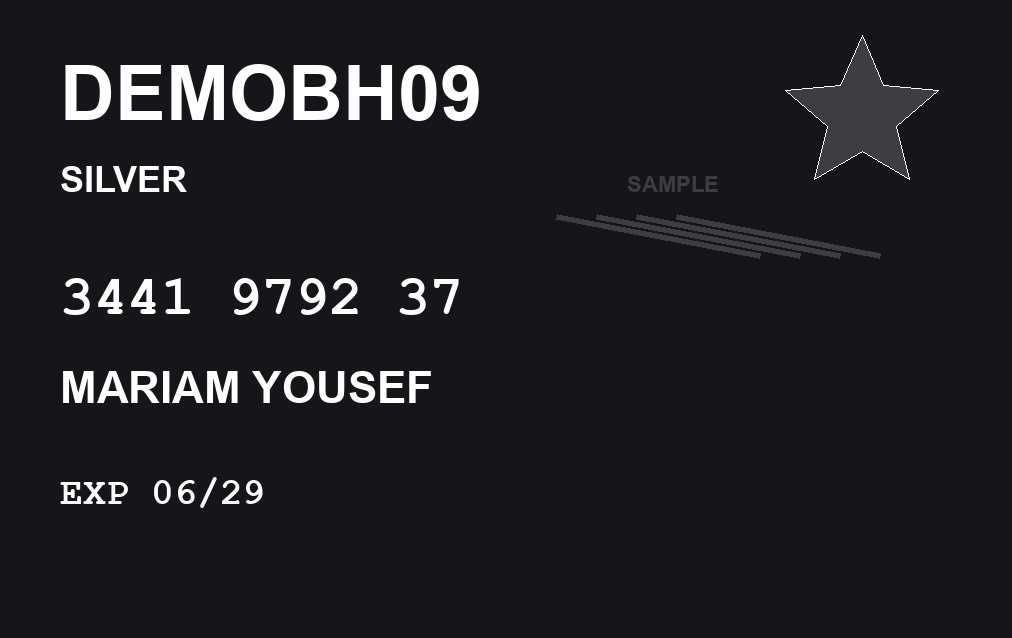 DEMOBH09
SILVER
SAMPLE
3441 9792 37
MARIAM YOUSEF
EXP 06/29